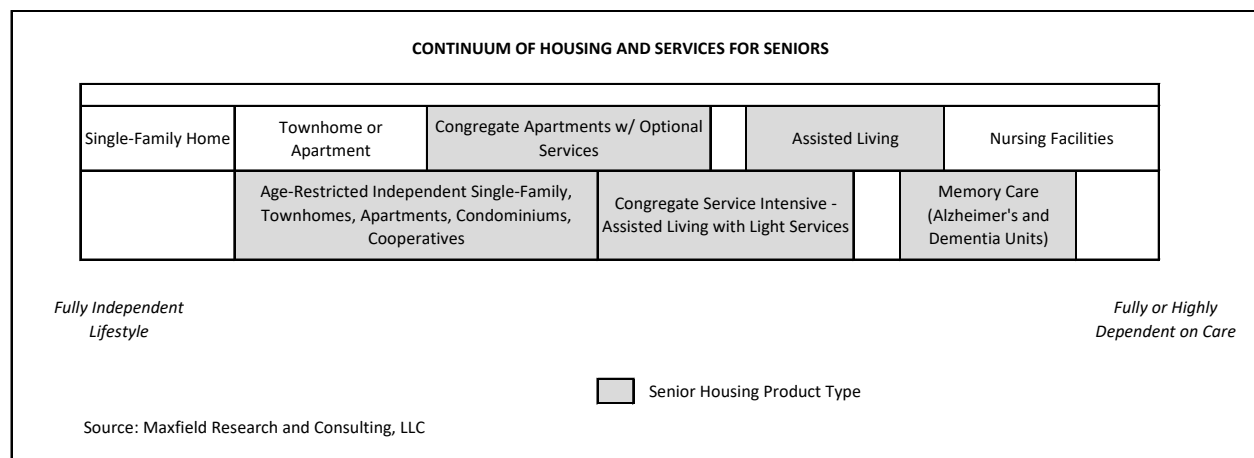 CONTINUUM OF HOUSING AND SERVICES FOR SENIORS
Single-Family Home
Townhome or
Apartment
Congregate Apartments w/ Optional
Services
Assisted Living
Nursing Facilities
Age-Restricted Independent Single-Family,
Townhomes, Apartments, Condominiums,
Cooperatives
Congregate Service Intensive -
Assisted Living with Light Services
Memory Care
(Alzheimer's and
Dementia Units)
Fully Independent
Lifestyle
Fully or Highly
Dependent on Care
Senior Housing Product Type
Source: Maxfield Research and Consulting, LLC